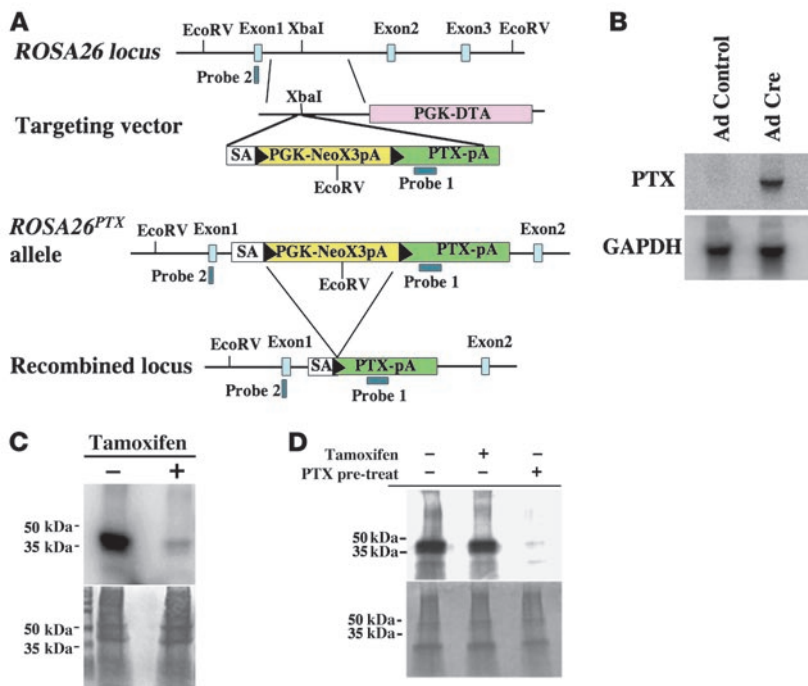 A
EcoRV Exon1 XbaI Exon2 Exon3 EcoRV
ROSA26 locus
Probe 2
XbaI
Targeting vector
PGK-DTA
SA PGK-NeoX3pA PTX-pA
EcoRV Probe 1
ROSA26PTX
allele
EcoRV Exon1 Exon2
SA PGK-NeoX3pA PTX-pA
Probe 2 EcoRV Probe 1
Recombined locus
EcoRV Exon1 Exon2
SA PTX-pA
Probe 2 Probe 1
B
Ad Control
Ad Cre
PTX
GAPDH
C
Tamoxifen
– +
50 kDa-
35 kDa-
50 kDa-
35 kDa-
D
Tamoxifen – + –
PTX pre-treat – – +
50 kDa-
35 kDa-
50 kDa-
35 kDa-